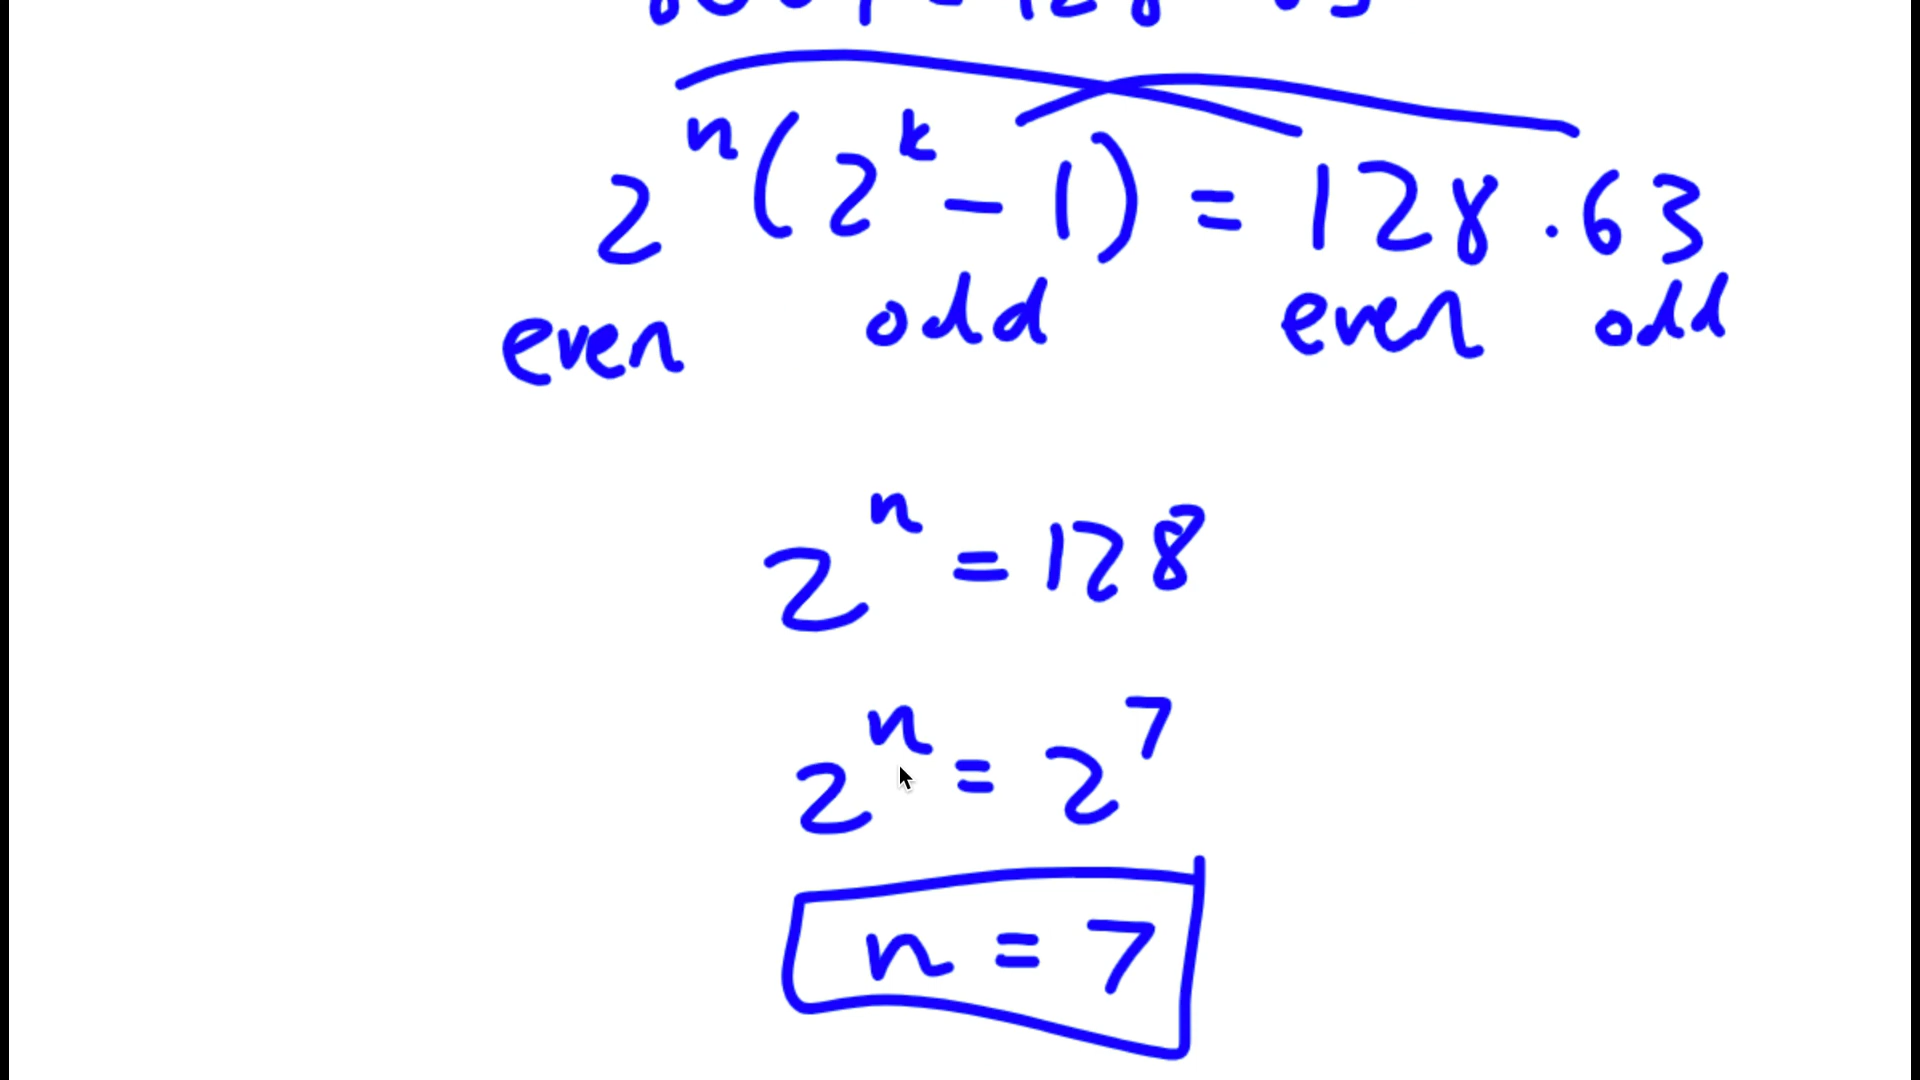 2^n (2^k - 1) = 128 . 63
even odd even odd
2^n = 128
2^n = 2^7
n = 7